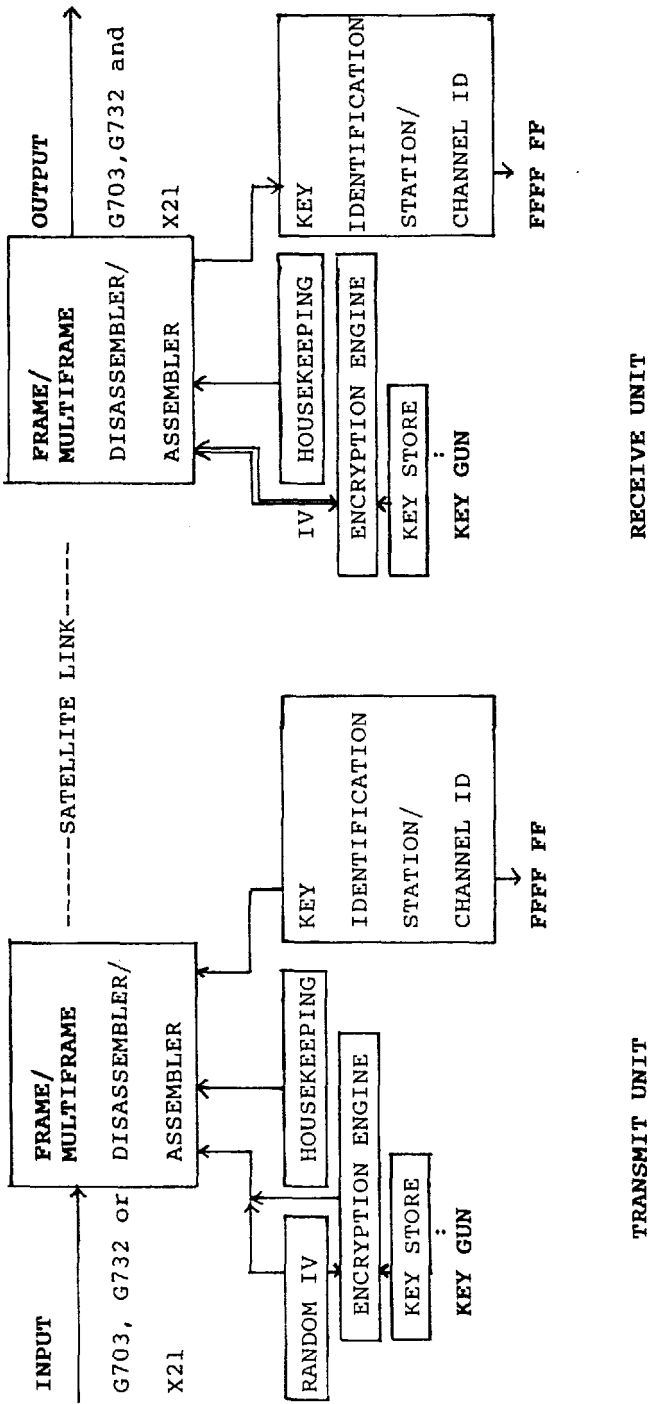 INPUT
G703, G732 or
X21
FRAME/
MULTIFRAME
DISASSEMBLER/
ASSEMBLER
RANDOM IV
HOUSEKEEPING
ENCRYPTION ENGINE
KEY STORE
KEY GUN
KEY
IDENTIFICATION
STATION/
CHANNEL ID
FFFF FF
TRANSMIT UNIT
------SATELLITE LINK-----
FRAME/
MULTIFRAME
DISASSEMBLER/
ASSEMBLER
OUTPUT
G703,G732 and
X21
IV
HOUSEKEEPING
ENCRYPTION ENGINE
KEY STORE
KEY GUN
KEY
IDENTIFICATION
STATION/
CHANNEL ID
FFFF FF
RECEIVE UNIT